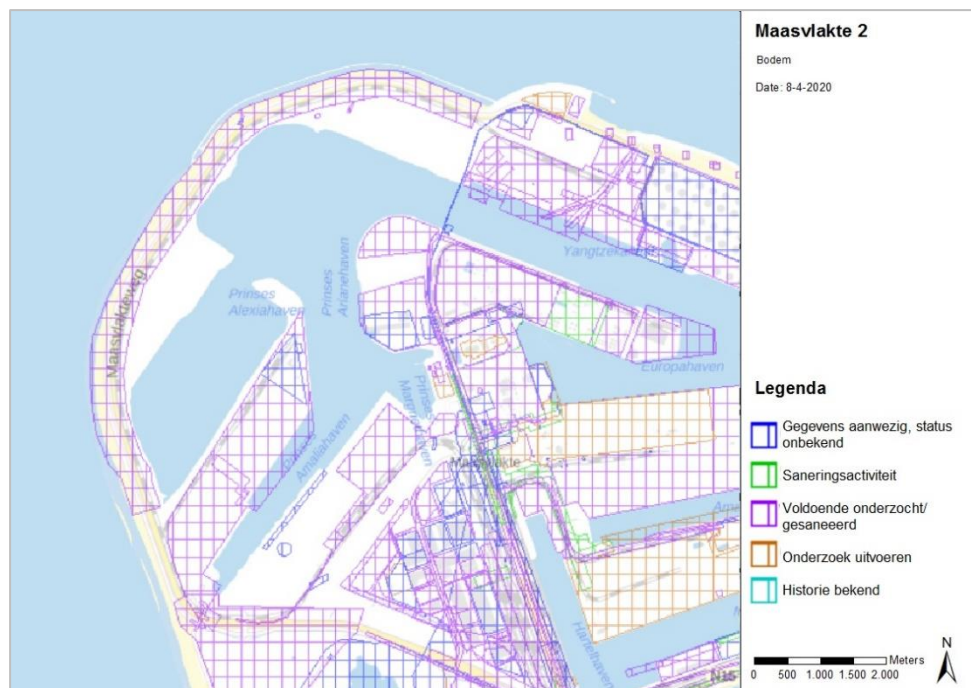 Maasvlakte 2
Bodem
Date: 8-4-2020
Yangtzeka
Prinses
Arianehaven
Prinses
Alexiahaven
Maasvlakteweg
Europahaven
Prinses
Amaliahaven
Maasvlakte
Hartelhaven
N15
Legenda
Gegevens aanwezig, status
onbekend
Saneringsactiviteit
Voldoende onderzocht/
gesaneeerd
Onderzoek uitvoeren
Historie bekend
N
Meters
0 500 1.000 1.500 2.000